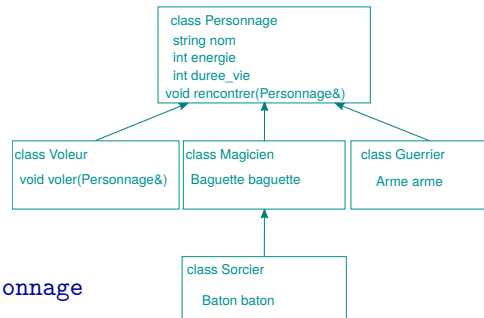 class Personnage
string nom
int energie
int duree_vie
void rencontrer(Personnage&)
class Voleur
void voler(Personnage&)
class Magicien
Baguette baguette
class Guerrier
Arme arme
class Sorcier
Baton baton
onnage